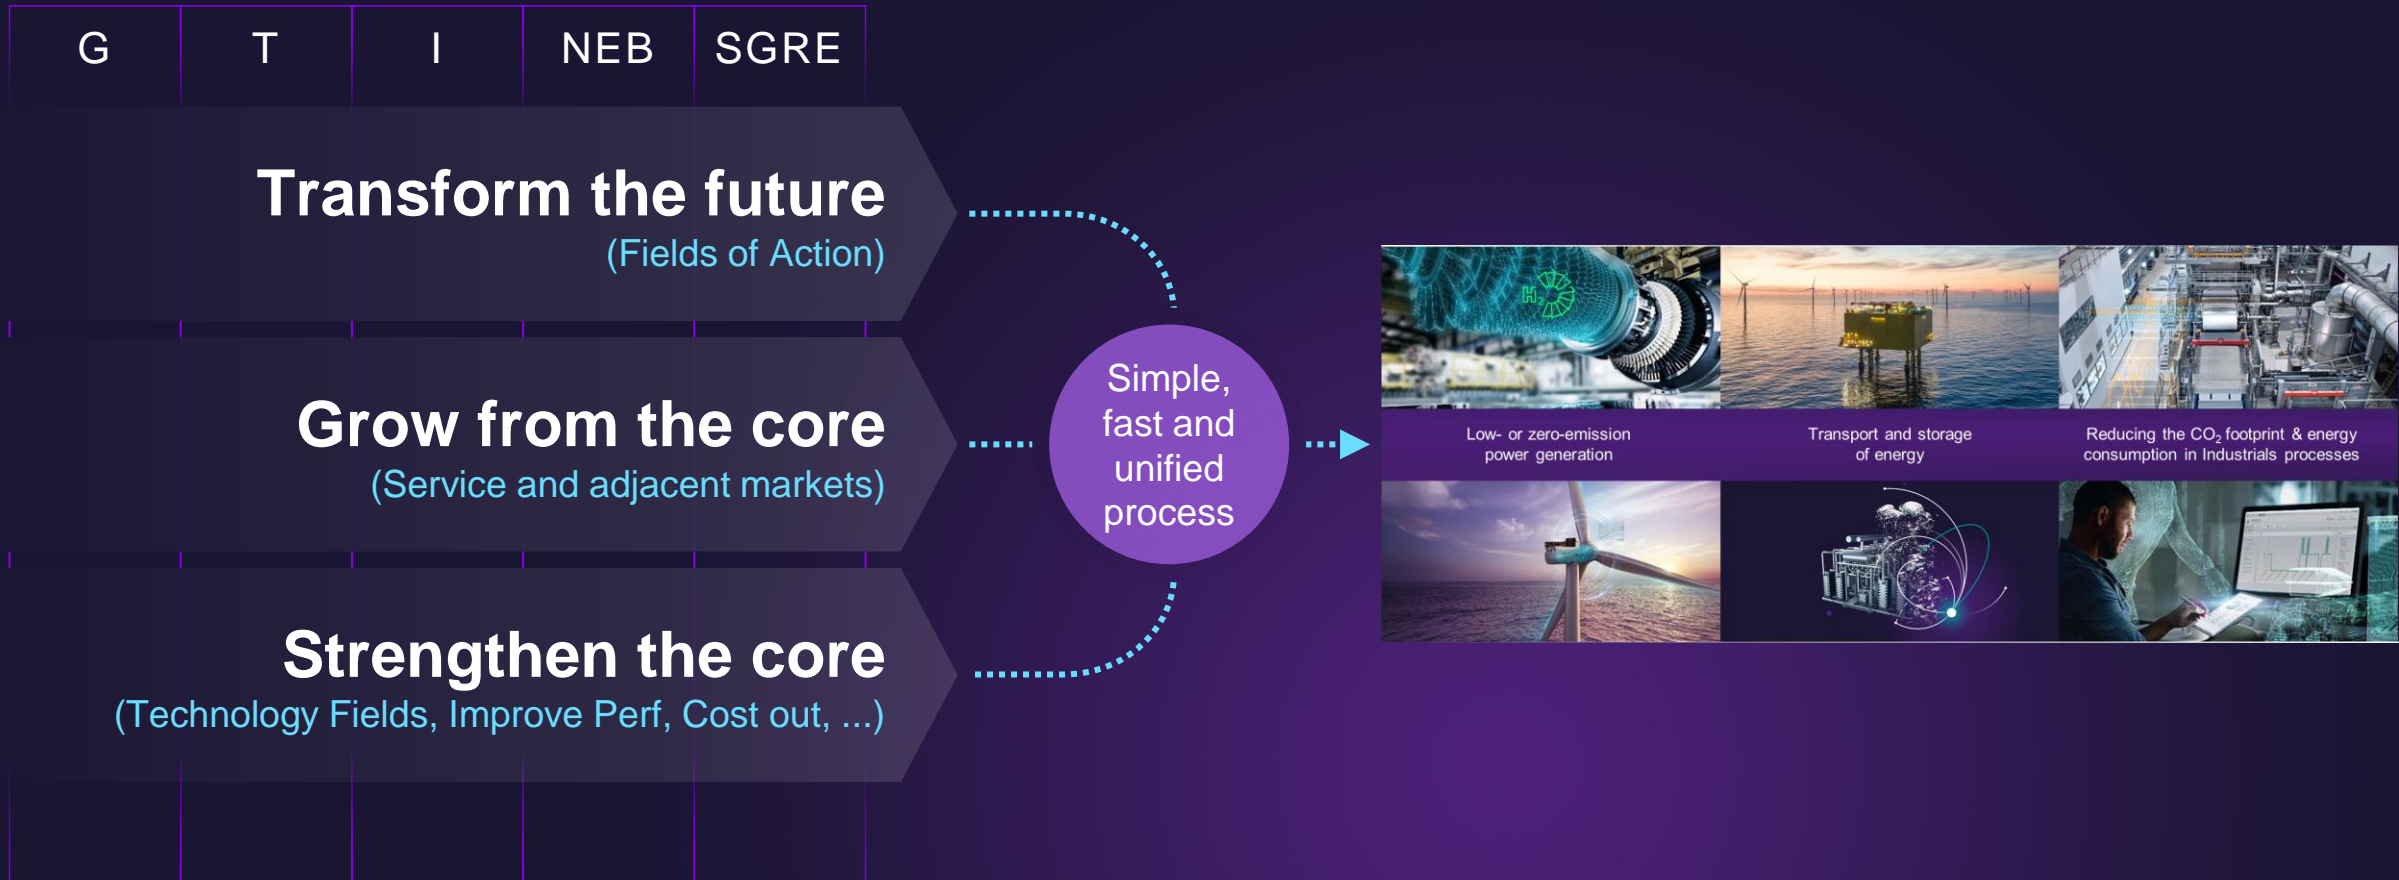 G T I NEB SGRE
Transform the future
(Fields of Action)
Grow from the core
(Service and adjacent markets)
Strengthen the core
(Technology Fields, Improve Perf, Cost out, ...)
Simple,
fast and
unified
process
H₂
Low- or zero-emission
power generation
Transport and storage
of energy
Reducing the CO₂ footprint & energy
consumption in Industrials processes